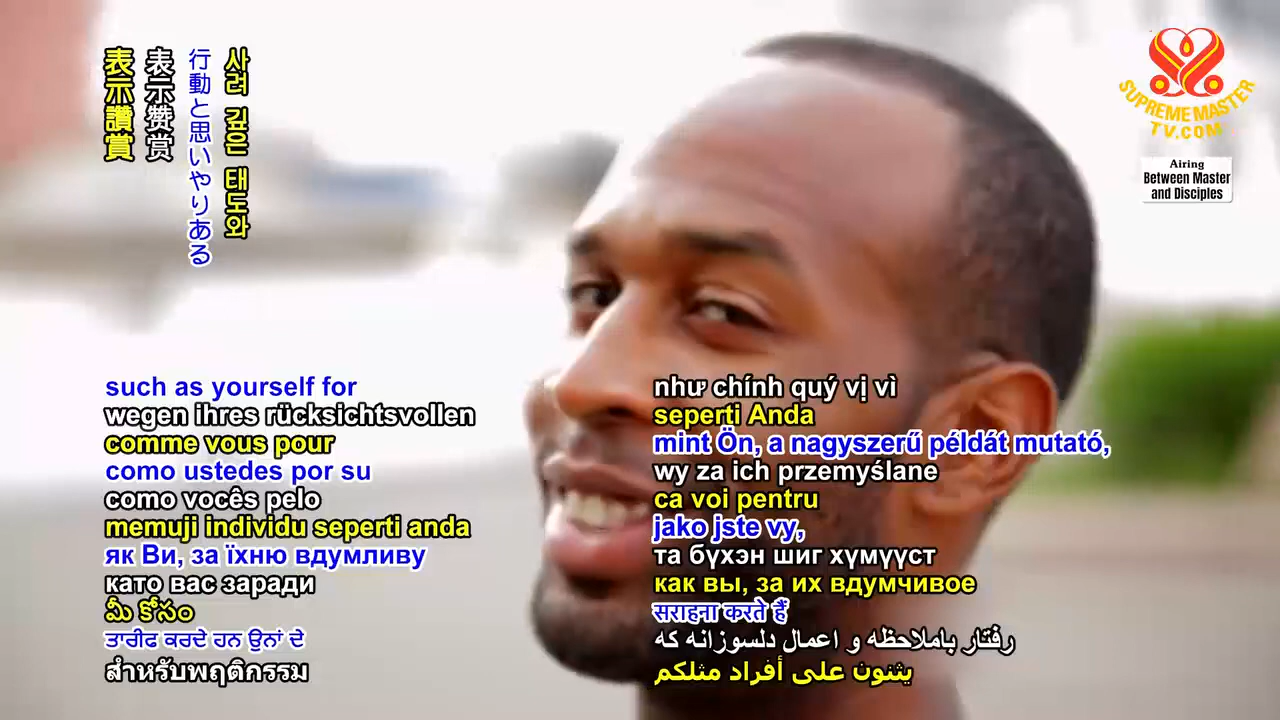 表示讚賞
表示赞赏
行動と思いやりある
사려 깊은 태도와
SUPREME MASTER
TV.COM
Airing
Between Master
and Disciples
such as yourself for
wegen ihres rücksichtsvollen
comme vous pour
como ustedes por su
como vocês pelo
memuji individu seperti anda
як Ви, за їхню вдумливу
като вас заради
మీ కోసం
ਤਾਰੀਫ ਕਰਦੇ ਹਨ ਉਨਾਂ ਦੇ
สำหรับพฤติกรรม
như chính quý vị vì
seperti Anda
mint Ön, a nagyszerű példát mutató,
wy za ich przemyślane
ca voi pentru
jako jste vy,
та бүхэн шиг хүмүүст
как вы, за их вдумчивое
सराहना करते हैं
رفتار باملاحظه و اعمال دلسوزانه که
يثنون على أفراد مثلكم